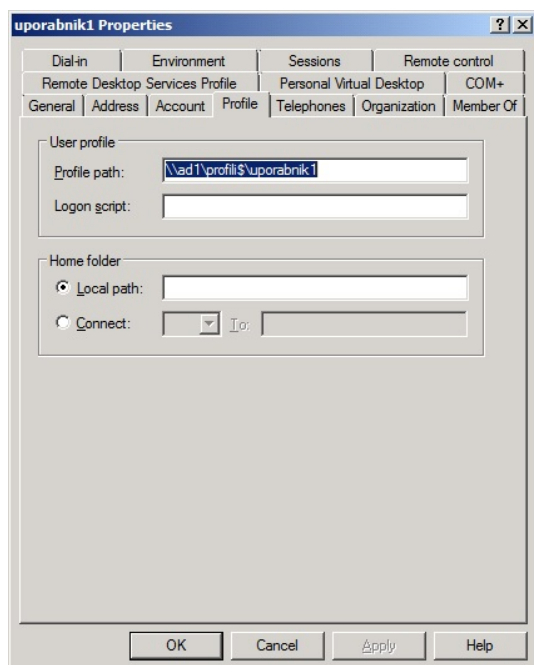 uporabnik1 Properties
Dial-in Environment Sessions Remote control
Remote Desktop Services Profile Personal Virtual Desktop COM+
General Address Account Profile Telephones Organization Member Of
User profile
Profile path: \\ad1\profili$\uporabnik1
Logon script:
Home folder
Local path:
Connect: To:
OK Cancel Apply Help